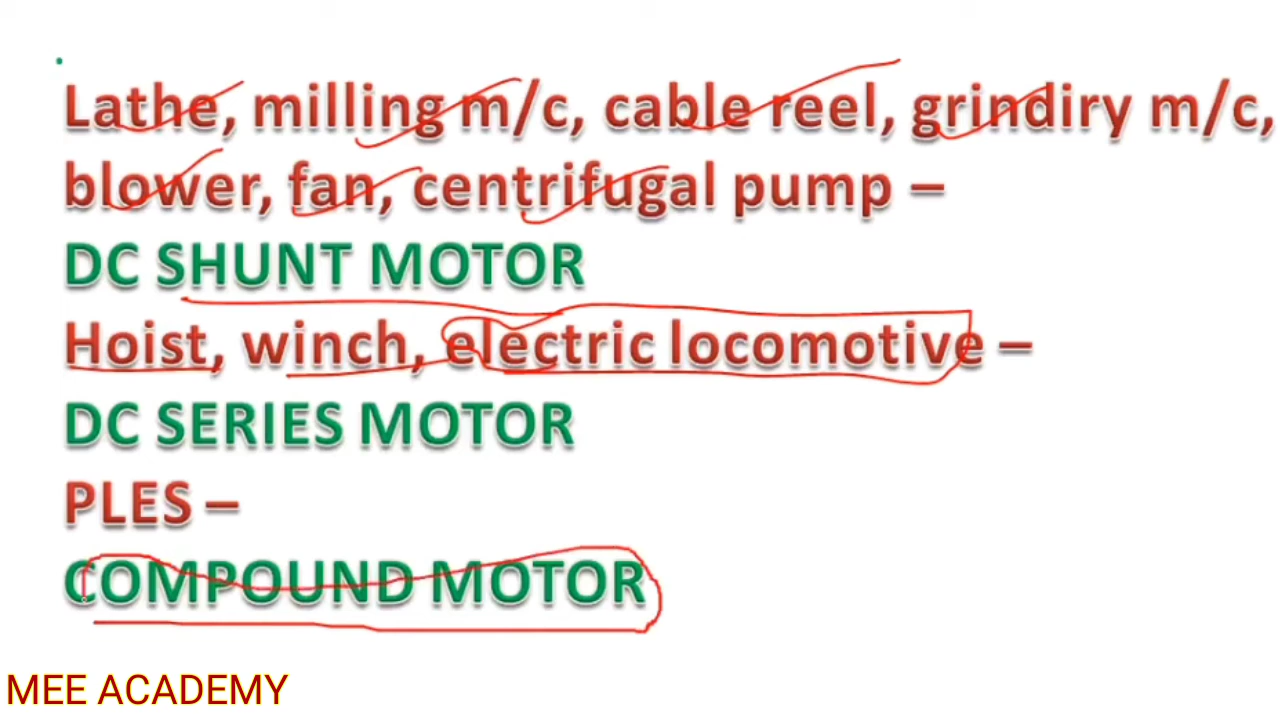 Lathe, milling m/c, cable reel, grindiry m/c,
blower, fan, centrifugal pump –
DC SHUNT MOTOR
Hoist, winch, electric locomotive –
DC SERIES MOTOR
PLES –
COMPOUND MOTOR
MEE ACADEMY